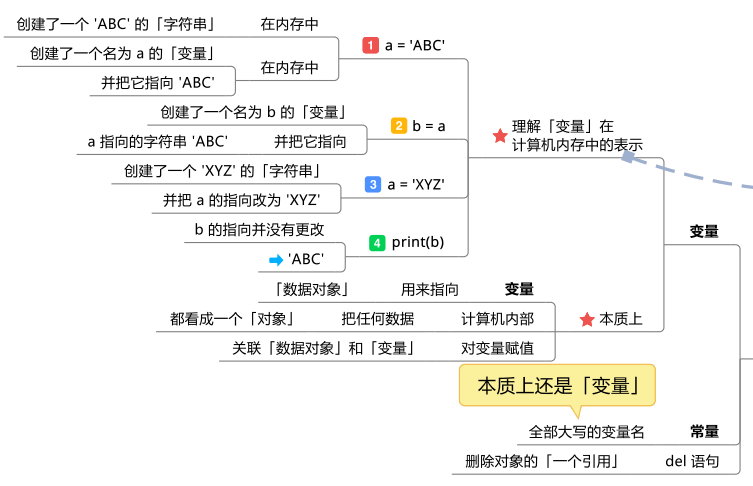 创建了一个 'ABC' 的「字符串」 在内存中
1 a = 'ABC'
创建了一个名为 a 的「变量」
在内存中
并把它指向 'ABC'
创建了一个名为 b 的「变量」
2 b = a
a 指向的字符串 'ABC' 并把它指向
理解「变量」在
计算机内存中的表示
创建了一个 'XYZ' 的「字符串」
3 a = 'XYZ'
并把 a 的指向改为 'XYZ'
b 的指向并没有更改
4 print(b)
'ABC'
变量
「数据对象」 用来指向 变量
都看成一个「对象」 把任何数据 计算机内部
本质上
关联「数据对象」和「变量」 对变量赋值
本质上还是「变量」
全部大写的变量名 常量
删除对象的「一个引用」 del 语句